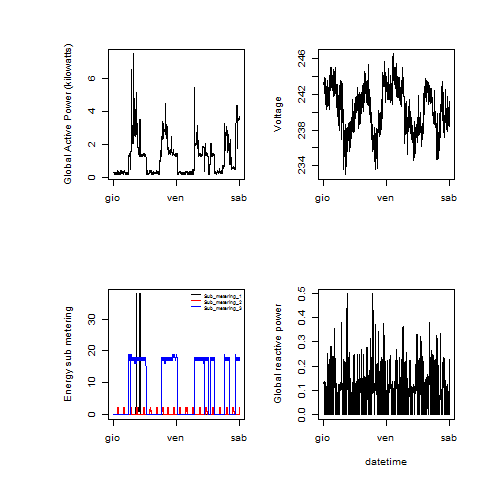 Global Active Power (kilowatts)
0 2 4 6
gio ven sab
Voltage
234 238 242 246
gio ven sab
Energy sub metering
0 10 20 30
Sub_metering_1
Sub_metering_2
Sub_metering_3
gio ven sab
Global reactive power
0.0 0.1 0.2 0.3 0.4 0.5
gio ven sab
datetime